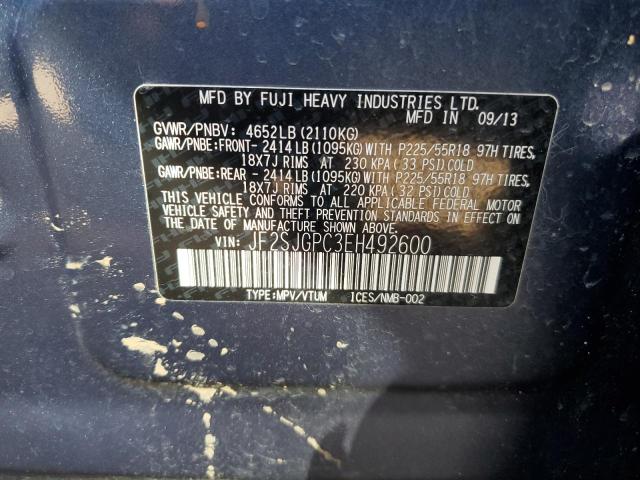 MFD BY FUJI HEAVY INDUSTRIES LTD.
MFD IN 09/13
GVWR/PNBV: 4652LB(2110KG)
GAWR/PNBE:FRONT- 2414LB(1095KG)WITH P225/55R18 97H TIRES,
18X7J RIMS AT 230 KPA(33 PSI)COLD
GAWR/PNBE:REAR - 2414LB(1095KG)WITH P225/55R18 97H TIRES,
18X7J RIMS AT 220 KPA(32 PSI)COLD
THIS VEHICLE CONFORMS TO ALL APPLICABLE FEDERAL MOTOR
VEHICLE SAFETY AND THEFT PREVENTION STANDARDS IN EFFECT ON
THE DATE OF MANUFACTURE SHOWN ABOVE.
VIN: JF2SJGPC3EH492600
TYPE:MPV/VTUM ICES/NMB-002